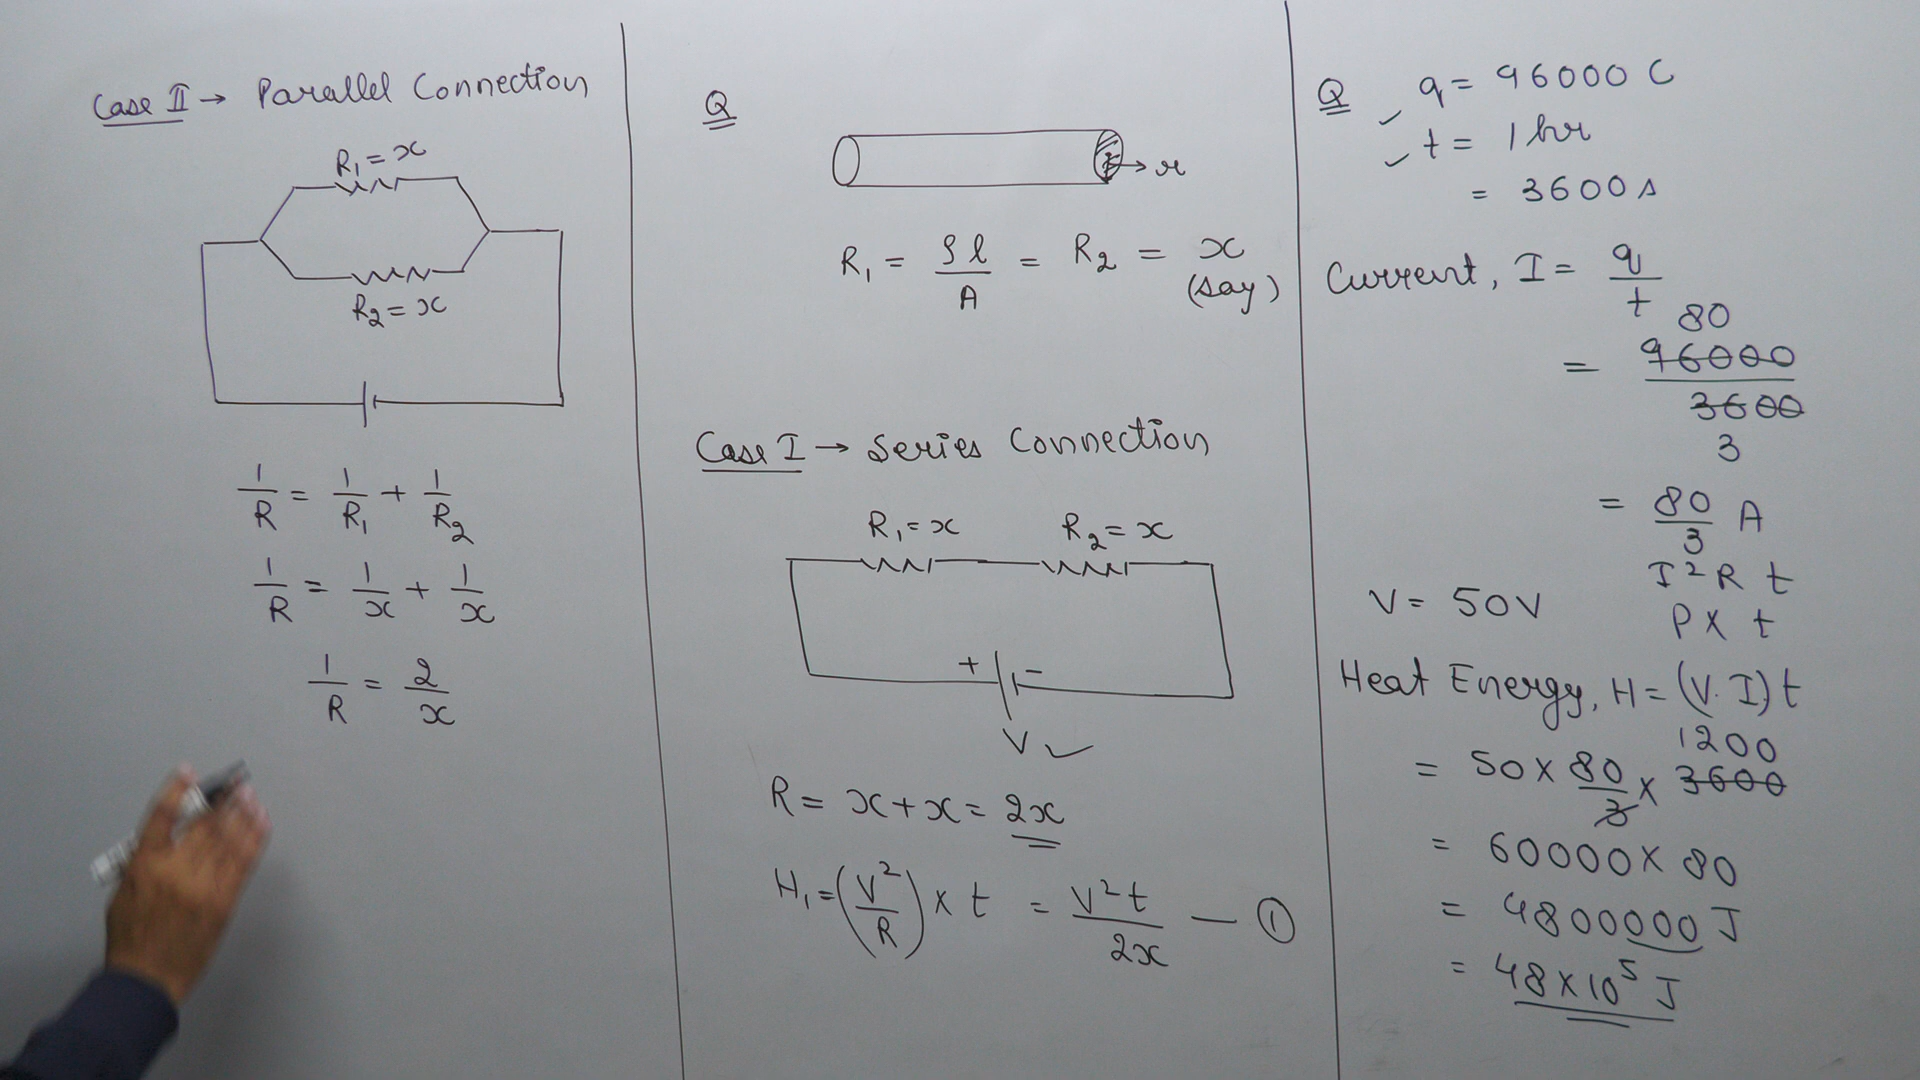 Case II → Parallel Connection
R₁ = x
R₂ = x
1/R = 1/R₁ + 1/R₂
1/R = 1/x + 1/x
1/R = 2/x
Q
r
R₁ = ρl/A = R₂ = x
(say)
Case I → Series Connection
R₁ = x R₂ = x
+ -
V ✓
R = x + x = 2x
H₁ = (V²/R) × t = V²t/2x — ①
Q ✓ q = 96000 C
✓ t = 1 hr
= 3600 s
Current, I = q/t
80
= 96000/3600
3
= 80/3 A
I²R t
V = 50V
P × t
Heat Energy, H = (V. I) t
1200
= 50 × 80/3 × 3600
= 60000 × 80
= 4800000 J
= 48 × 10⁵ J